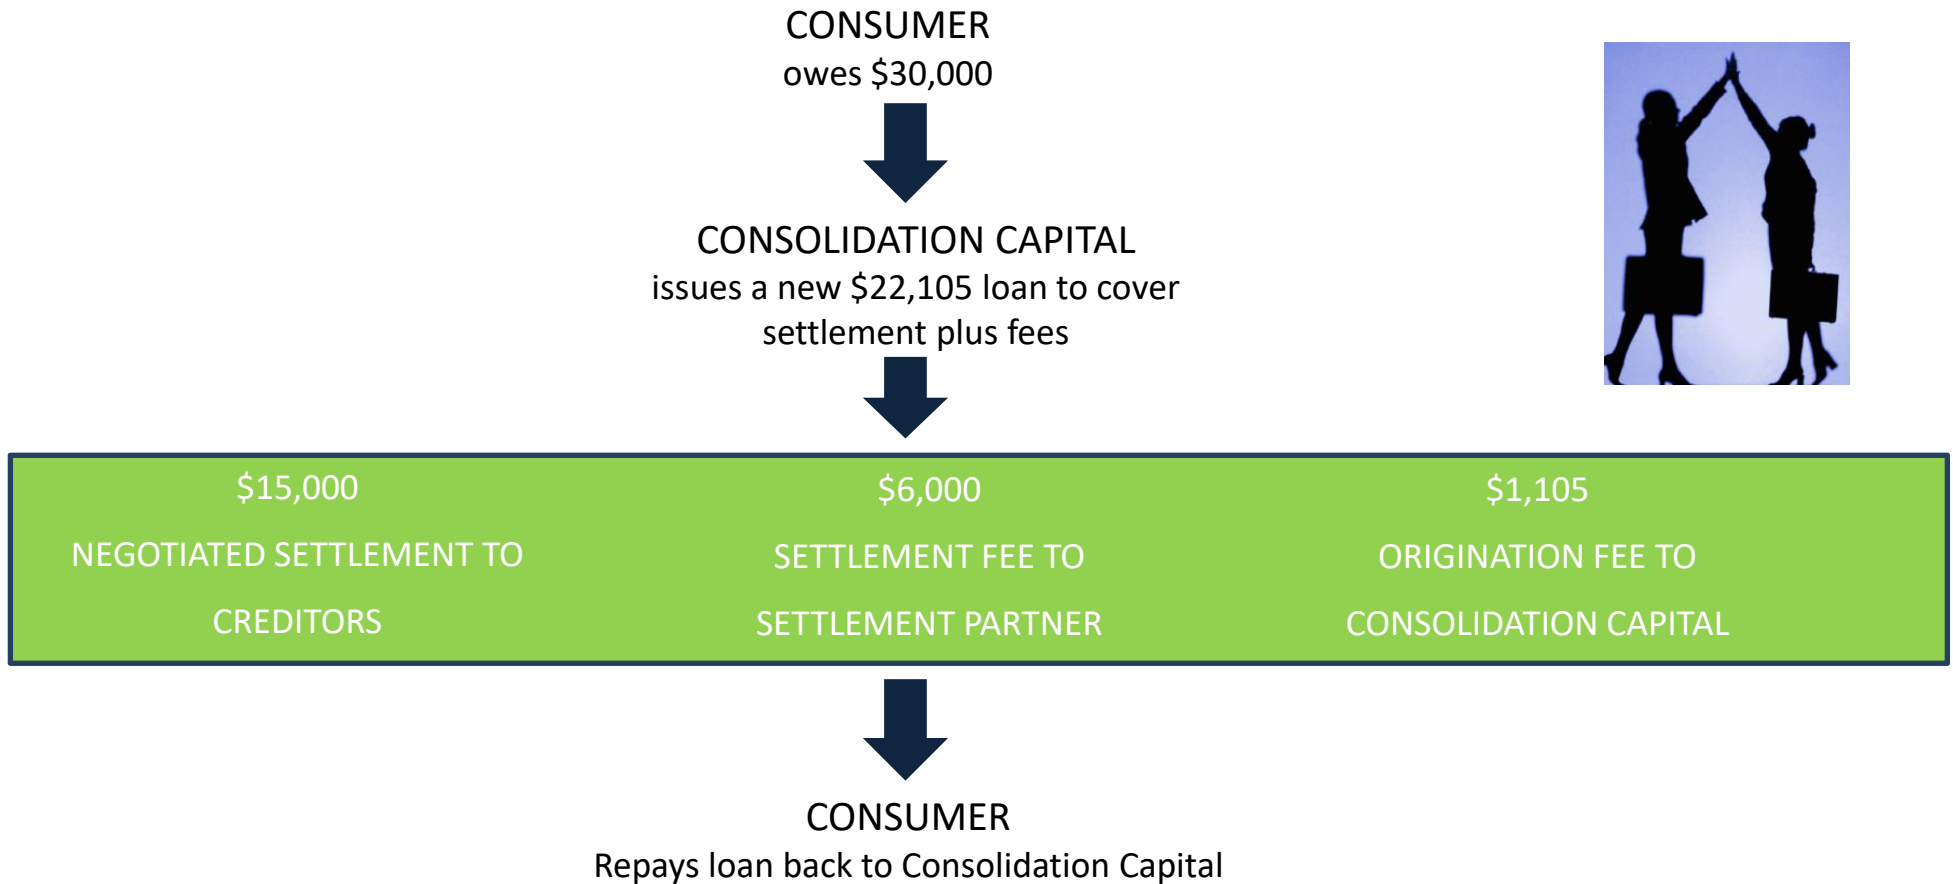 CONSUMER
owes $30,000
CONSOLIDATION CAPITAL
issues a new $22,105 loan to cover
settlement plus fees
$15,000
NEGOTIATED SETTLEMENT TO
CREDITORS
$6,000
SETTLEMENT FEE TO
SETTLEMENT PARTNER
$1,105
ORIGINATION FEE TO
CONSOLIDATION CAPITAL
CONSUMER
Repays loan back to Consolidation Capital